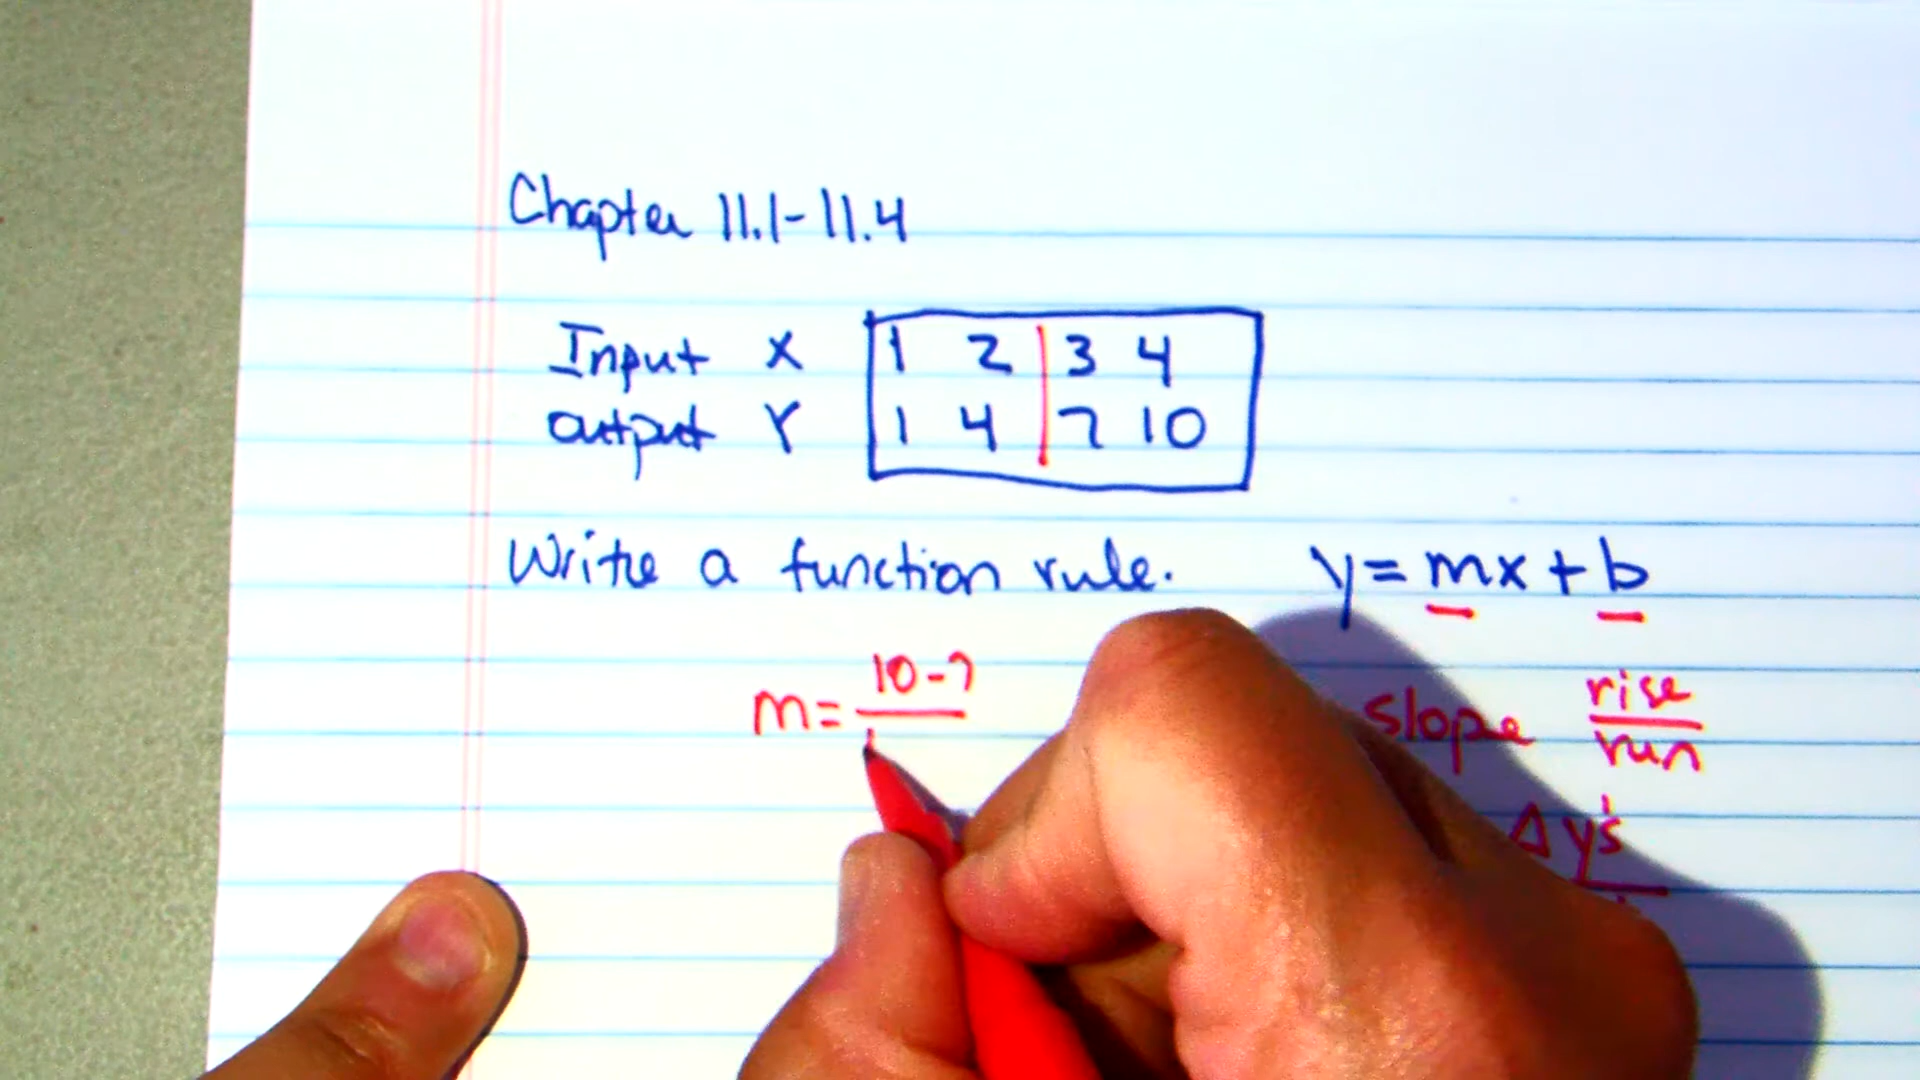 Chapter 11.1-11.4
Input x 1 2 3 4
output Y 1 4 7 10
Write a function rule. y = mx + b
m = 10-7
slope rise
run
Δ y's